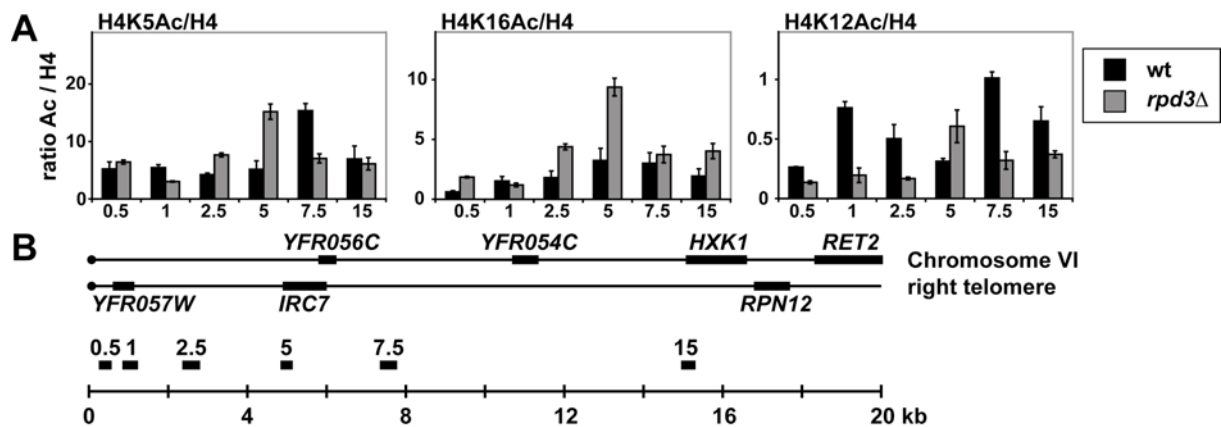 A
H4K5Ac/H4
H4K16Ac/H4
H4K12Ac/H4
ratio Ac / H4
20
10
0
0.5 1 2.5 5 7.5 15
10
5
0
0.5 1 2.5 5 7.5 15
1
0.5
0
0.5 1 2.5 5 7.5 15
wt
rpd3Δ
B
YFR056C YFR054C HXK1 RET2
Chromosome VI
right telomere
YFR057W IRC7 RPN12
0.5 1 2.5 5 7.5 15
0 4 8 12 16 20 kb